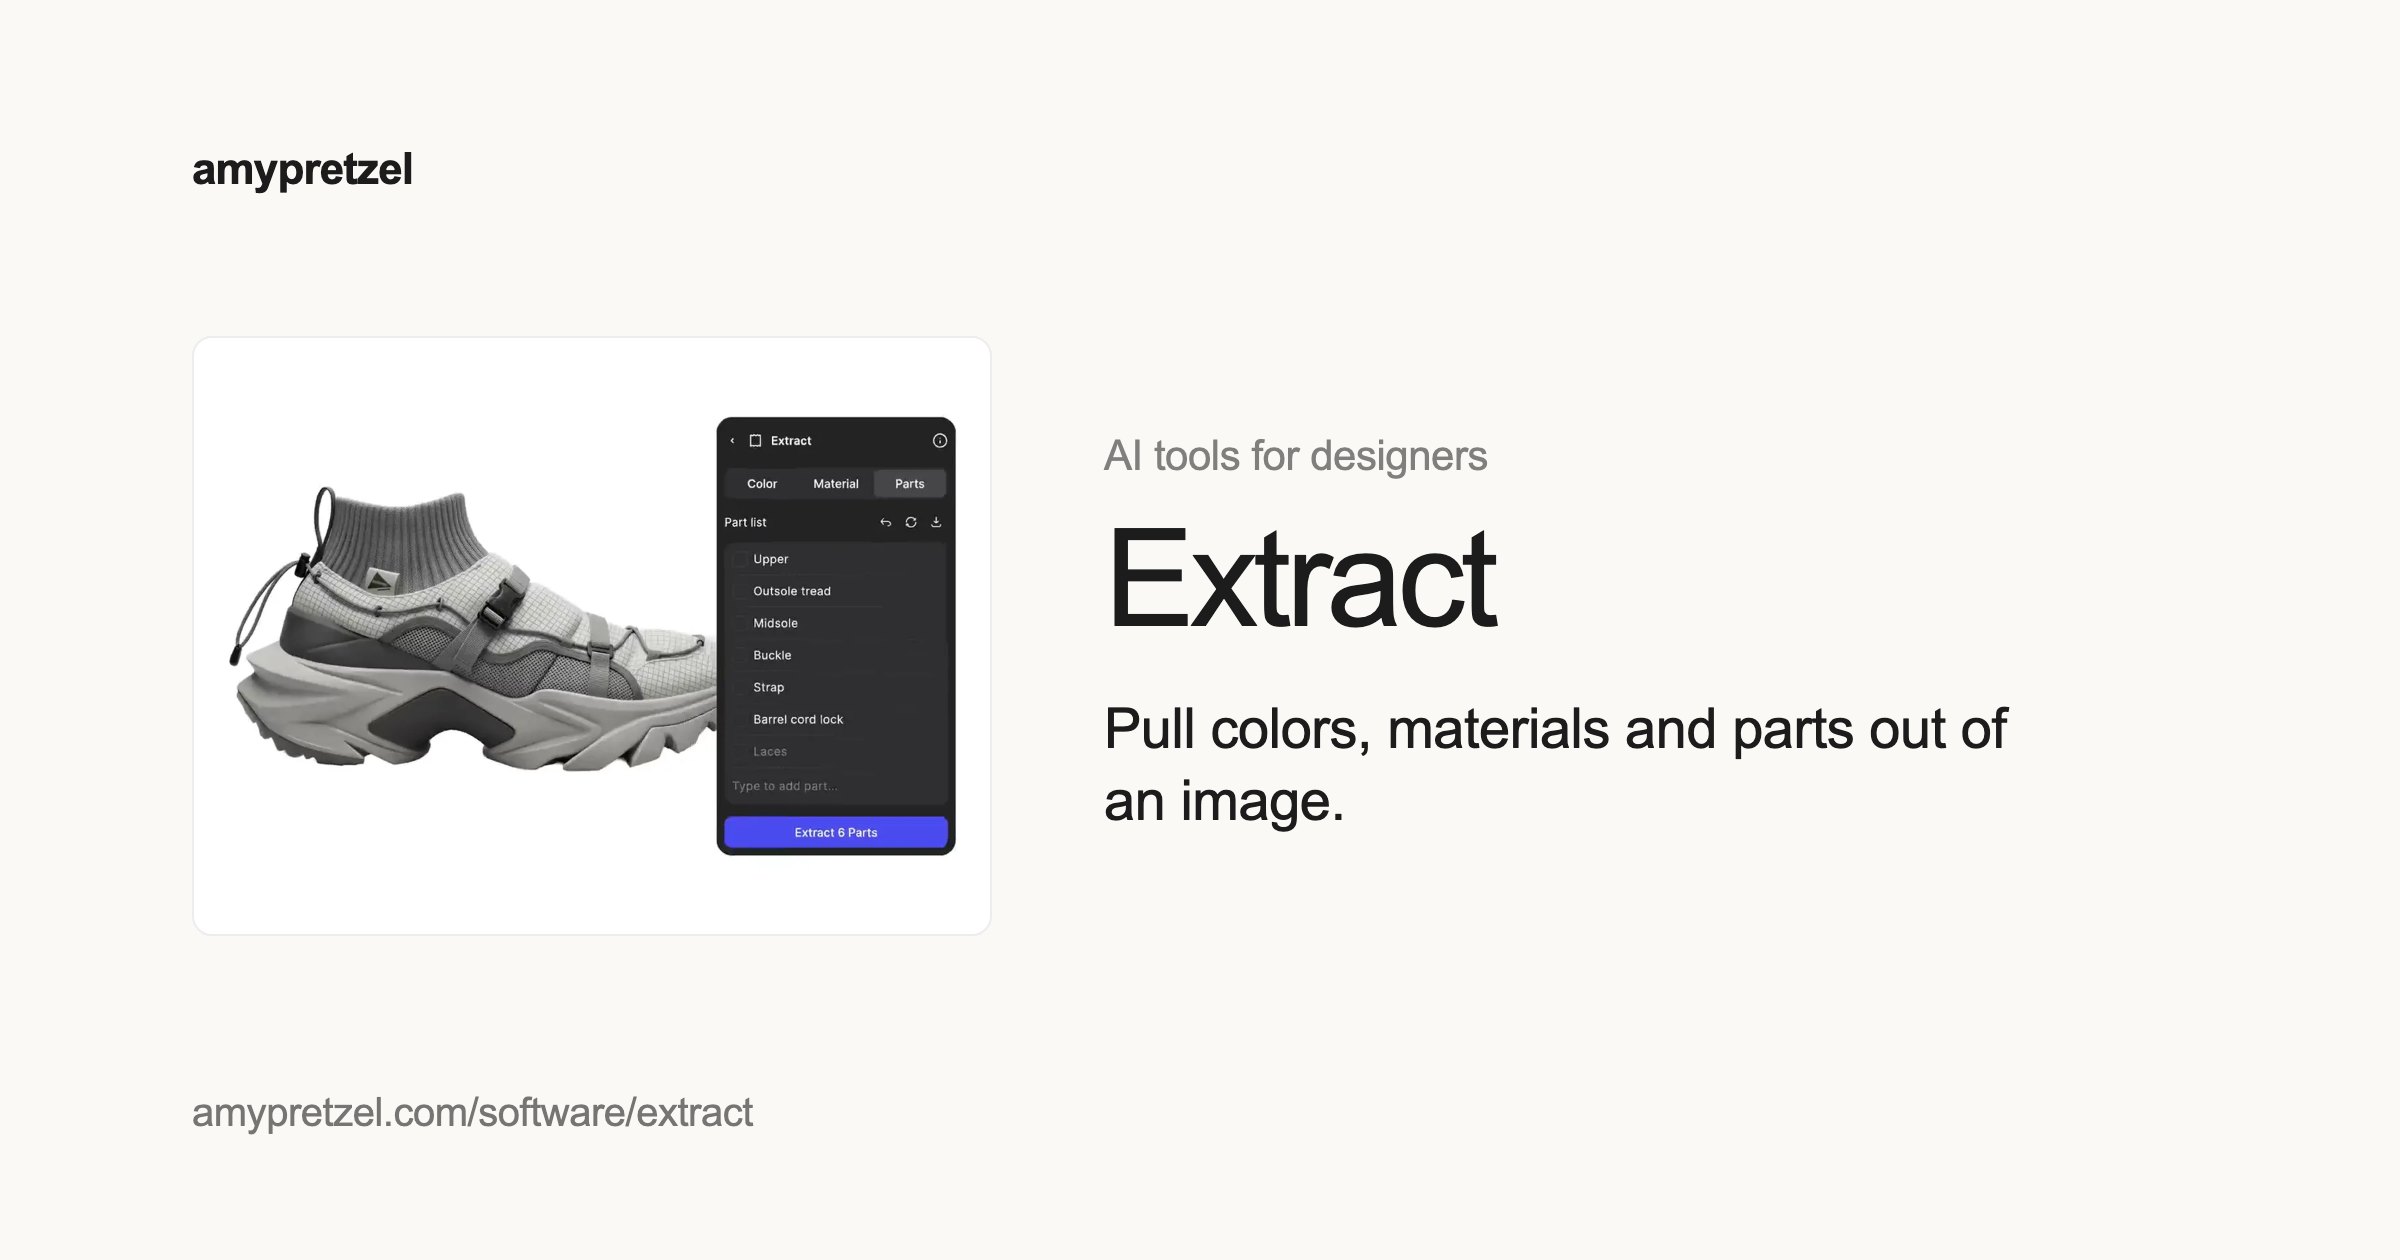 amypretzel
Extract
Color Material Parts
Part list
Upper
Outsole tread
Midsole
Buckle
Strap
Barrel cord lock
Laces
Type to add part...
Extract 6 Parts
AI tools for designers
Extract
Pull colors, materials and parts out of
an image.
amypretzel.com/software/extract